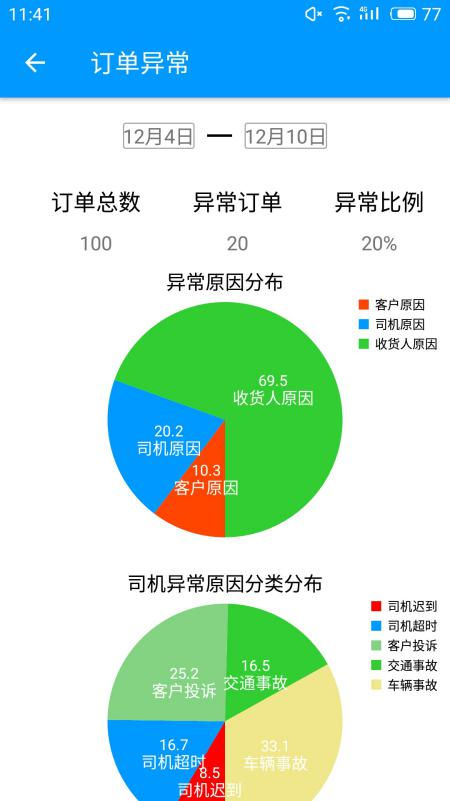 11:41
4G
77
订单异常
12月4日 — 12月10日
订单总数 异常订单 异常比例
100 20 20%
异常原因分布
客户原因
司机原因
收货人原因
69.5
收货人原因
20.2
司机原因
10.3
客户原因
司机异常原因分类分布
司机迟到
司机超时
客户投诉
交通事故
车辆事故
16.5
交通事故
25.2
客户投诉
33.1
车辆事故
16.7
司机超时
8.5
司机迟到